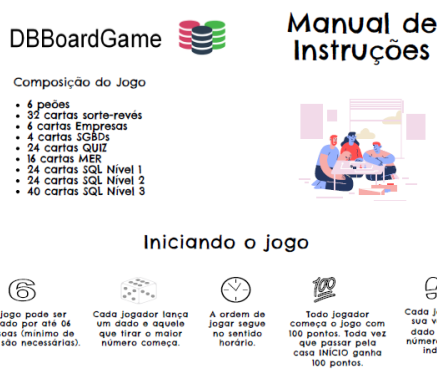 DBBoardGame
Manual de
Instruções
Composição do Jogo
6 peões
32 cartas sorte-revés
6 cartas Empresas
4 cartas SGBDs
24 cartas QUIZ
16 cartas MER
24 cartas SQL Nível 1
24 cartas SQL Nível 2
40 cartas SQL Nível 3
Iniciando o jogo
6
jogo pode ser
ado por até 06
soas (mínimo de
são necessárias).
Cada jogador lança
um dado e aquele
que tirar o maior
número começa.
A ordem de
jogar segue
no sentido
horário.
100
Todo jogador
começa o jogo com
100 pontos. Toda vez
que passar pela
casa INÍCIO ganha
100 pontos.
Cada j
sua v
dado
númer
ind